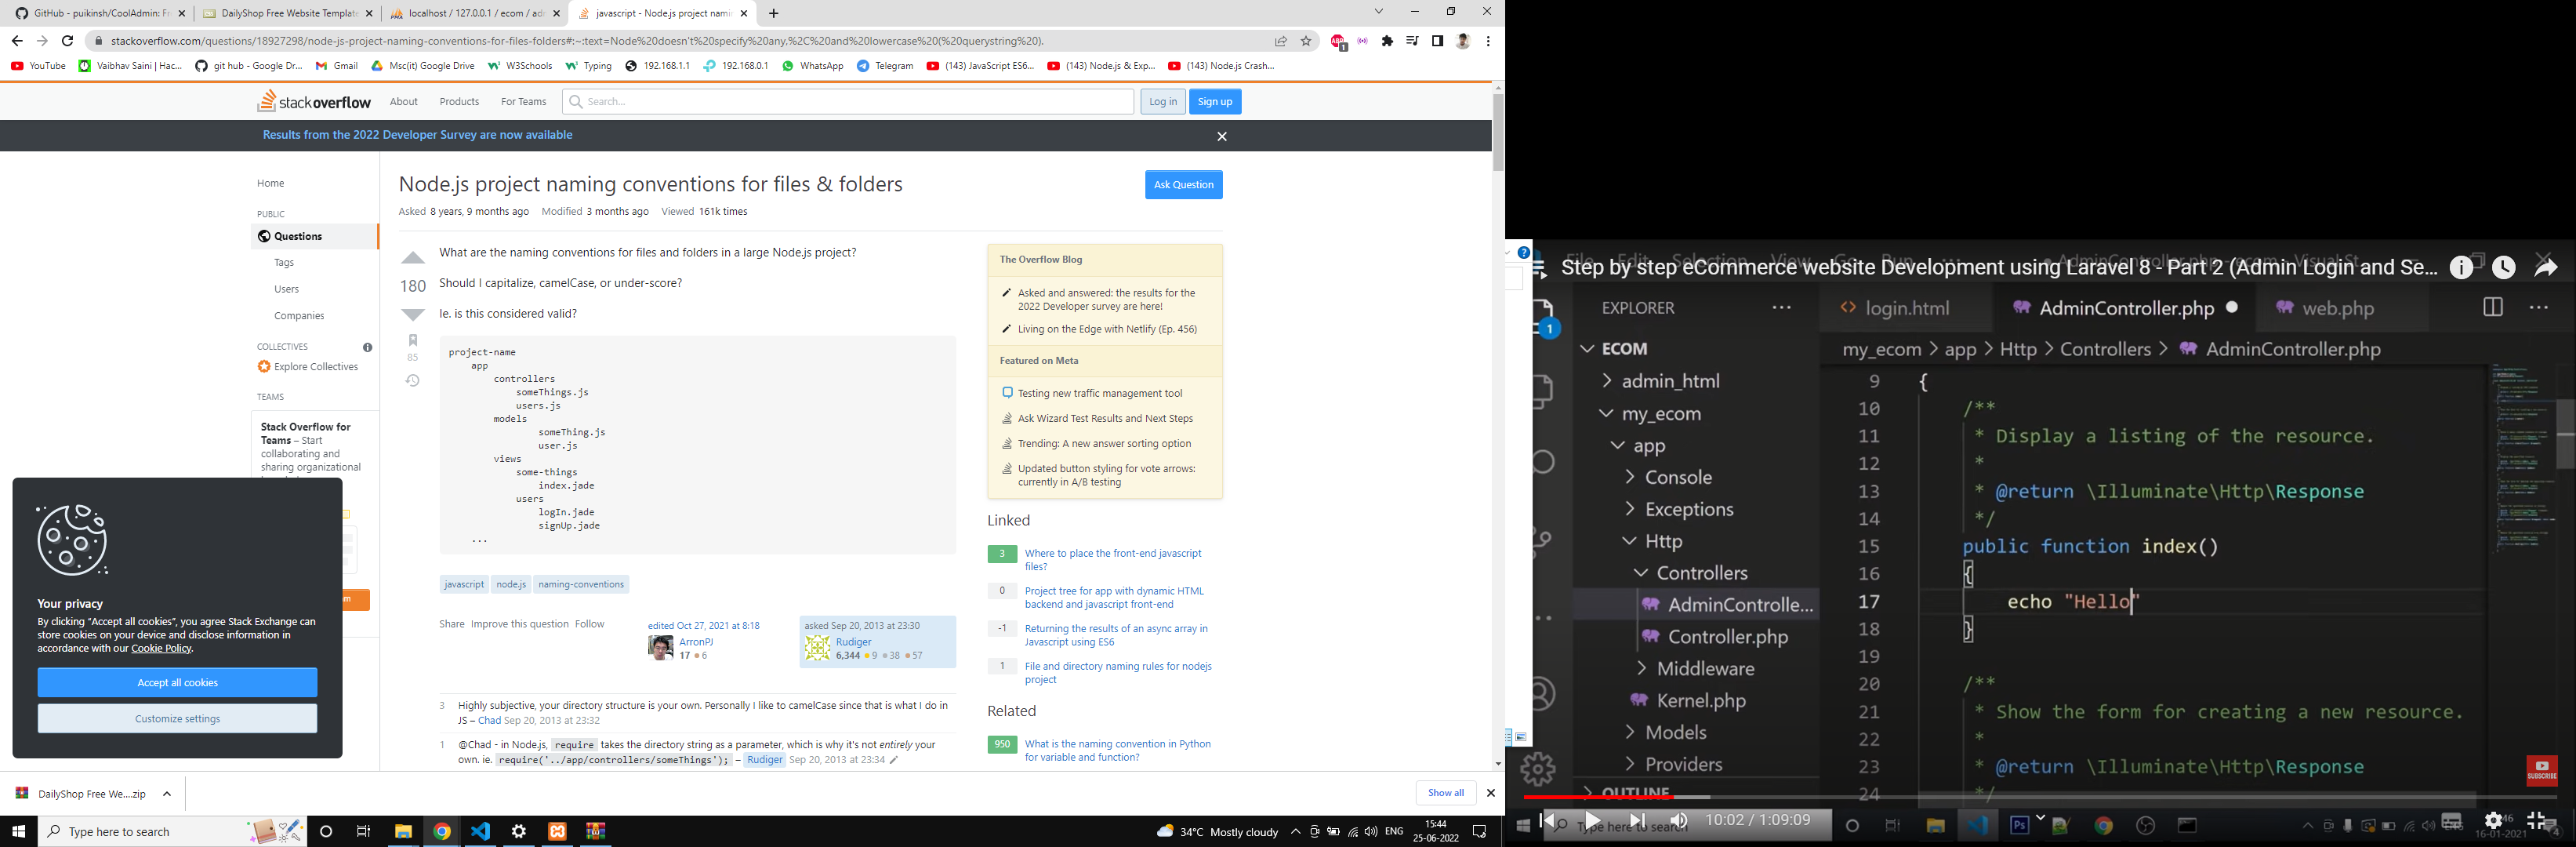 GitHub - puikinsh/CoolAdmin: Fr
DailyShop Free Website Template
localhost / 127.0.0.1 / ecom / adm
javascript - Node.js project nami
stackoverflow.com/questions/18927298/node-js-project-naming-conventions-for-files-folders#:~:text=Node%20doesn't%20specify%20any,%2C%20and%20lowercase%20(%20querystring%20).
YouTube
Vaibhav Saini | Hac...
git hub - Google Dr...
Gmail
Msc(it) Google Drive
W3Schools
Typing
192.168.1.1
192.168.0.1
WhatsApp
Telegram
(143) JavaScript ES6...
(143) Node.js & Exp...
(143) Node.js Crash...
stackoverflow
About
Products
For Teams
Search...
Log in
Sign up
Results from the 2022 Developer Survey are now available
Home
PUBLIC
Questions
Tags
Users
Companies
COLLECTIVES
Explore Collectives
TEAMS
Stack Overflow for
Teams – Start
collaborating and
sharing organizational
Node.js project naming conventions for files & folders
Ask Question
Asked 8 years, 9 months ago Modified 3 months ago Viewed 161k times
180
85
What are the naming conventions for files and folders in a large Node.js project?
Should I capitalize, camelCase, or under-score?
Ie. is this considered valid?
project-name
app
controllers
someThings.js
users.js
models
someThing.js
user.js
views
some-things
index.jade
users
logIn.jade
signUp.jade
...
javascript
node.js
naming-conventions
Share Improve this question Follow
edited Oct 27, 2021 at 8:18
ArronPJ
17 6
asked Sep 20, 2013 at 23:30
Rudiger
6,344 9 38 57
3 Highly subjective, your directory structure is your own. Personally I like to camelCase since that is what I do in
JS – Chad Sep 20, 2013 at 23:32
1 @Chad - in Node.js, require takes the directory string as a parameter, which is why it's not entirely your
own. ie. require('../app/controllers/someThings'); – Rudiger Sep 20, 2013 at 23:34
The Overflow Blog
Asked and answered: the results for the
2022 Developer survey are here!
Living on the Edge with Netlify (Ep. 456)
Featured on Meta
Testing new traffic management tool
Ask Wizard Test Results and Next Steps
Trending: A new answer sorting option
Updated button styling for vote arrows:
currently in A/B testing
Linked
3 Where to place the front-end javascript
files?
0 Project tree for app with dynamic HTML
backend and javascript front-end
-1 Returning the results of an async array in
Javascript using ES6
1 File and directory naming rules for nodejs
project
Related
950 What is the naming convention in Python
for variable and function?
Your privacy
By clicking “Accept all cookies”, you agree Stack Exchange can
store cookies on your device and disclose information in
accordance with our Cookie Policy.
Accept all cookies
Customize settings
DailyShop Free We....zip
Show all
Type here to search
34°C Mostly cloudy
ENG
15:44
25-06-2022
Step by step eCommerce website Development using Laravel 8 - Part 2 (Admin Login and Se...
EXPLORER
login.html
AdminController.php
web.php
my_ecom > app > Http > Controllers > AdminController.php
1
ECOM
admin_html
my_ecom
app
Console
Exceptions
Http
Controllers
AdminControlle...
Controller.php
Middleware
Kernel.php
Models
Providers
OUTLINE
9 {
10 /**
11 * Display a listing of the resource.
12 *
13 * @return \Illuminate\Http\Response
14 */
15 public function index()
16 {
17 echo "Hello"
18 }
19
20 /**
21 * Show the form for creating a new resource.
22 *
23 * @return \Illuminate\Http\Response
24 */
SUBSCRIBE
10:02 / 1:09:09
Type here to search
16-01-2021